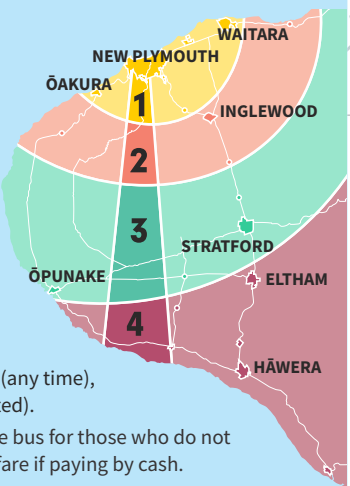 WAITARA
NEW PLYMOUTH
ŌAKURA
1
INGLEWOOD
2
3
STRATFORD
ŌPUNAKE
ELTHAM
4
HĀWERA
(any time),
ed).
e bus for those who do not
fare if paying by cash.